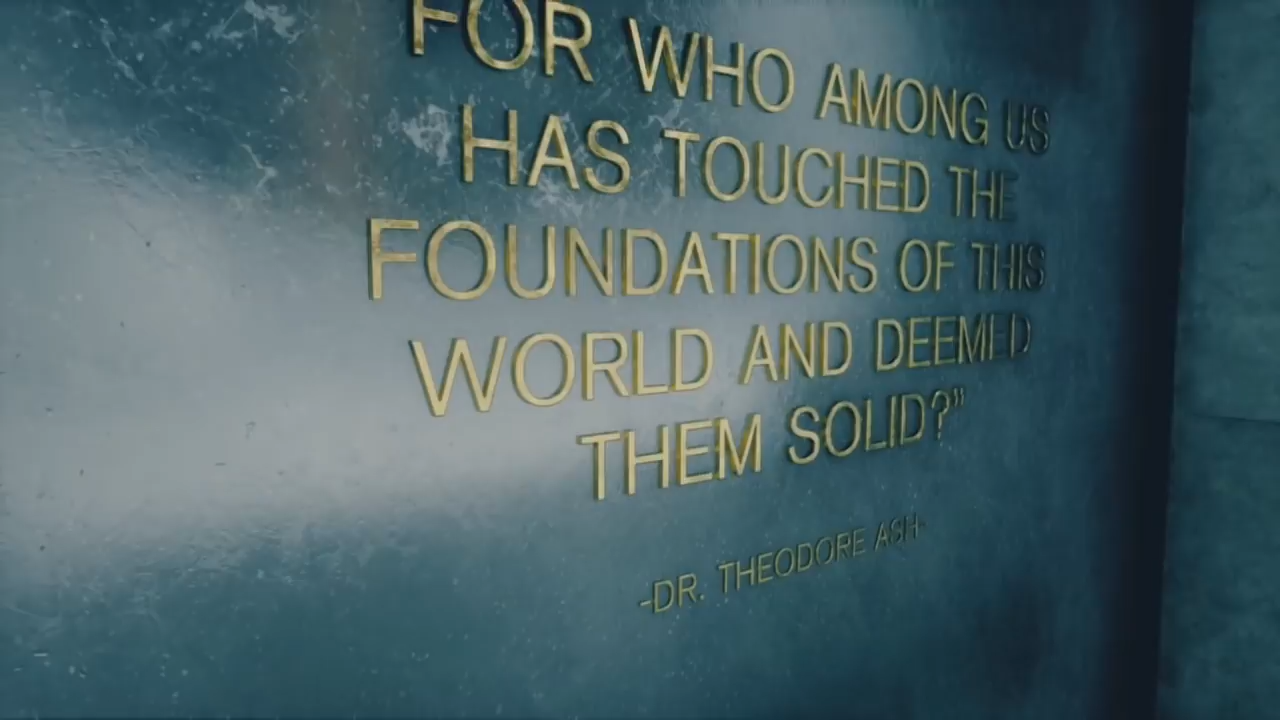 FOR WHO AMONG US
HAS TOUCHED THE
FOUNDATIONS OF THIS
WORLD AND DEEMED
THEM SOLID?"
-DR. THEODORE ASH-